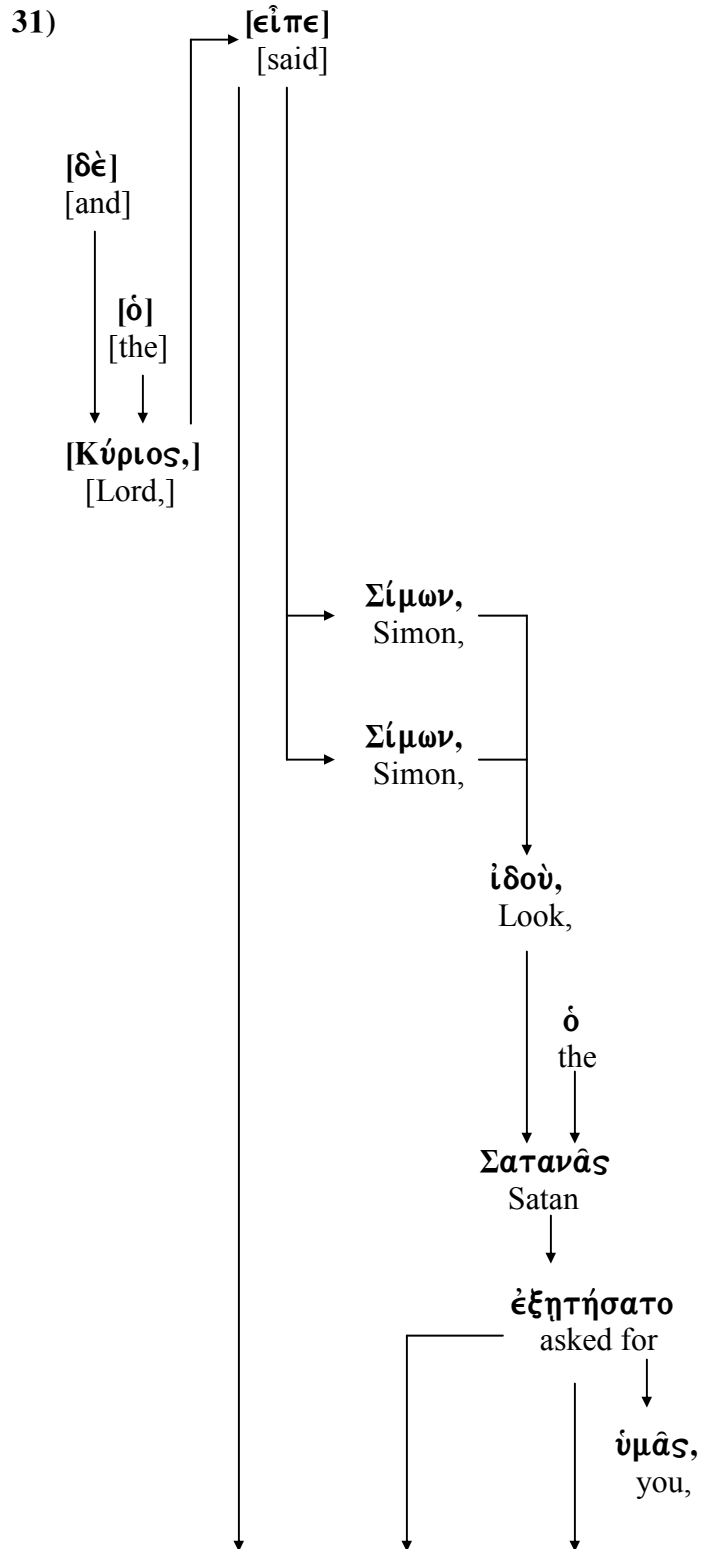 31)
[εἶπε]
[said]
[δὲ]
[and]
[ὁ]
[the]
[Κύριος,]
[Lord,]
Σίμων,
Simon,
Σίμων,
Simon,
ἰδοὺ,
Look,
ὁ
the
Σατανᾶς
Satan
ἐξῃτήσατο
asked for
ὑμᾶς,
you,